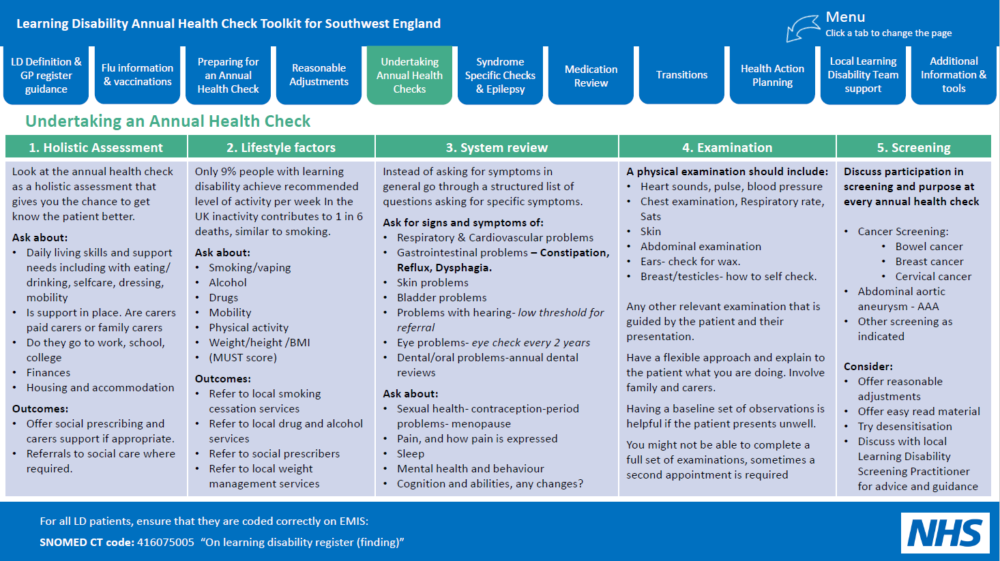 Learning Disability Annual Health Check Toolkit for Southwest England
Menu
Click a tab to change the page
LD Definition &
GP register
guidance
Flu information
& vaccinations
Preparing for
an Annual
Health Check
Reasonable
Adjustments
Undertaking
Annual Health
Checks
Syndrome
Specific Checks
& Epilepsy
Medication
Review
Transitions
Health Action
Planning
Local Learning
Disability Team
support
Additional
Information &
tools
Undertaking an Annual Health Check
1. Holistic Assessment
Look at the annual health check
as a holistic assessment that
gives you the chance to get
know the patient better.
Ask about:
• Daily living skills and support
needs including with eating/
drinking, selfcare, dressing,
mobility
• Is support in place. Are carers
paid carers or family carers
• Do they go to work, school,
college
• Finances
• Housing and accommodation
Outcomes:
• Offer social prescribing and
carers support if appropriate.
• Referrals to social care where
required.
2. Lifestyle factors
Only 9% people with learning
disability achieve recommended
level of activity per week In the
UK inactivity contributes to 1 in 6
deaths, similar to smoking.
Ask about:
• Smoking/vaping
• Alcohol
• Drugs
• Mobility
• Physical activity
• Weight/height /BMI
• (MUST score)
Outcomes:
• Refer to local smoking
cessation services
• Refer to local drug and alcohol
services
• Refer to social prescribers
• Refer to local weight
management services
3. System review
Instead of asking for symptoms in
general go through a structured list of
questions asking for specific symptoms.
Ask for signs and symptoms of:
• Respiratory & Cardiovascular problems
• Gastrointestinal problems – Constipation,
Reflux, Dysphagia.
• Skin problems
• Bladder problems
• Problems with hearing- low threshold for
referral
• Eye problems- eye check every 2 years
• Dental/oral problems-annual dental
reviews
Ask about:
• Sexual health- contraception-period
problems- menopause
• Pain, and how pain is expressed
• Sleep
• Mental health and behaviour
• Cognition and abilities, any changes?
4. Examination
A physical examination should include:
• Heart sounds, pulse, blood pressure
• Chest examination, Respiratory rate,
Sats
• Skin
• Abdominal examination
• Ears- check for wax.
• Breast/testicles- how to self check.
Any other relevant examination that is
guided by the patient and their
presentation.
Have a flexible approach and explain to
the patient what you are doing. Involve
family and carers.
Having a baseline set of observations is
helpful if the patient presents unwell.
You might not be able to complete a
full set of examinations, sometimes a
second appointment is required
5. Screening
Discuss participation in
screening and purpose at
every annual health check
• Cancer Screening:
• Bowel cancer
• Breast cancer
• Cervical cancer
• Abdominal aortic
aneurysm - AAA
• Other screening as
indicated
Consider:
• Offer reasonable
adjustments
• Offer easy read material
• Try desensitisation
• Discuss with local
Learning Disability
Screening Practitioner
for advice and guidance
For all LD patients, ensure that they are coded correctly on EMIS:
SNOMED CT code: 416075005 “On learning disability register (finding)”
NHS